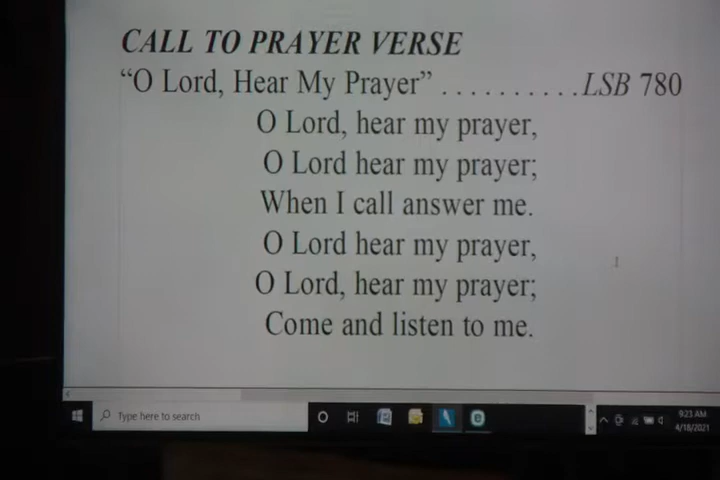 CALL TO PRAYER VERSE
“O Lord, Hear My Prayer” . . . . . . . . . . LSB 780
O Lord, hear my prayer,
O Lord hear my prayer;
When I call answer me.
O Lord hear my prayer,
O Lord, hear my prayer;
Come and listen to me.
Type here to search
9:23 AM
4/18/2021